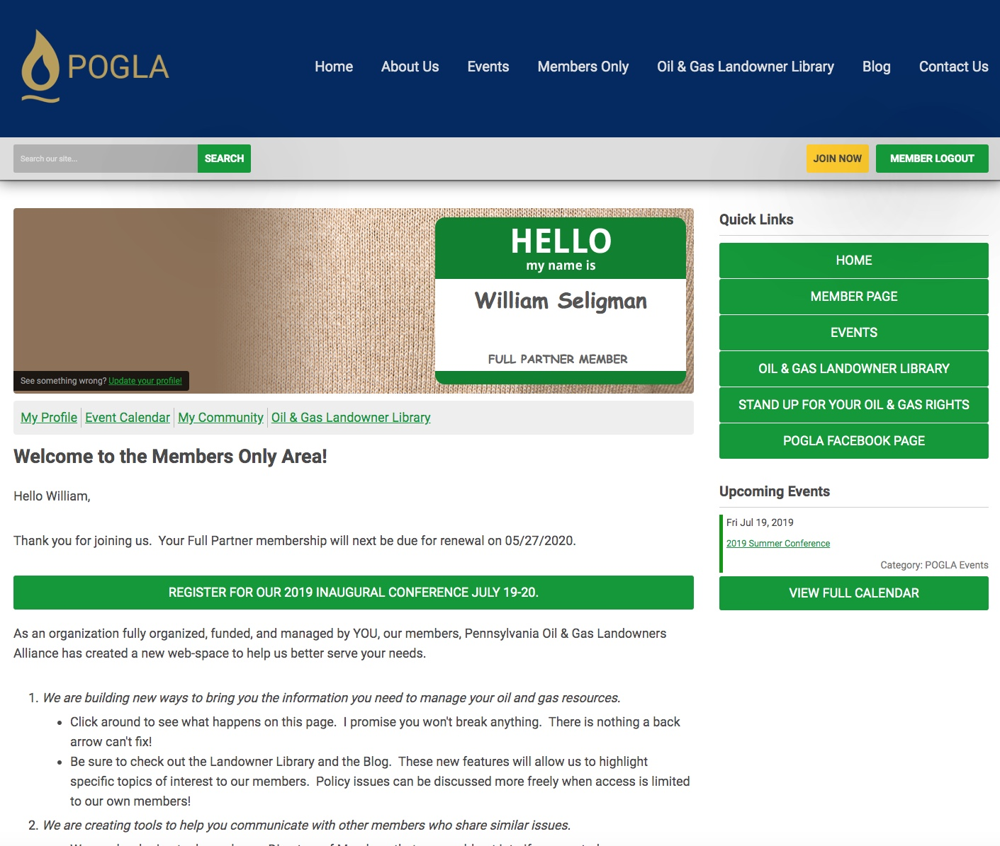 POGLA
Home About Us Events Members Only Oil & Gas Landowner Library Blog Contact Us
Search our site... SEARCH JOIN NOW MEMBER LOGOUT
HELLO
my name is
William Seligman
FULL PARTNER MEMBER
See something wrong? Update your profile!
My Profile Event Calendar My Community Oil & Gas Landowner Library
Welcome to the Members Only Area!
Hello William,
Thank you for joining us. Your Full Partner membership will next be due for renewal on 05/27/2020.
REGISTER FOR OUR 2019 INAUGURAL CONFERENCE JULY 19-20.
As an organization fully organized, funded, and managed by YOU, our members, Pennsylvania Oil & Gas Landowners
Alliance has created a new web-space to help us better serve your needs.
1. We are building new ways to bring you the information you need to manage your oil and gas resources.
• Click around to see what happens on this page. I promise you won't break anything. There is nothing a back
arrow can't fix!
• Be sure to check out the Landowner Library and the Blog. These new features will allow us to highlight
specific topics of interest to our members. Policy issues can be discussed more freely when access is limited
to our own members!
2. We are creating tools to help you communicate with other members who share similar issues.
Quick Links
HOME
MEMBER PAGE
EVENTS
OIL & GAS LANDOWNER LIBRARY
STAND UP FOR YOUR OIL & GAS RIGHTS
POGLA FACEBOOK PAGE
Upcoming Events
Fri Jul 19, 2019
2019 Summer Conference
Category: POGLA Events
VIEW FULL CALENDAR